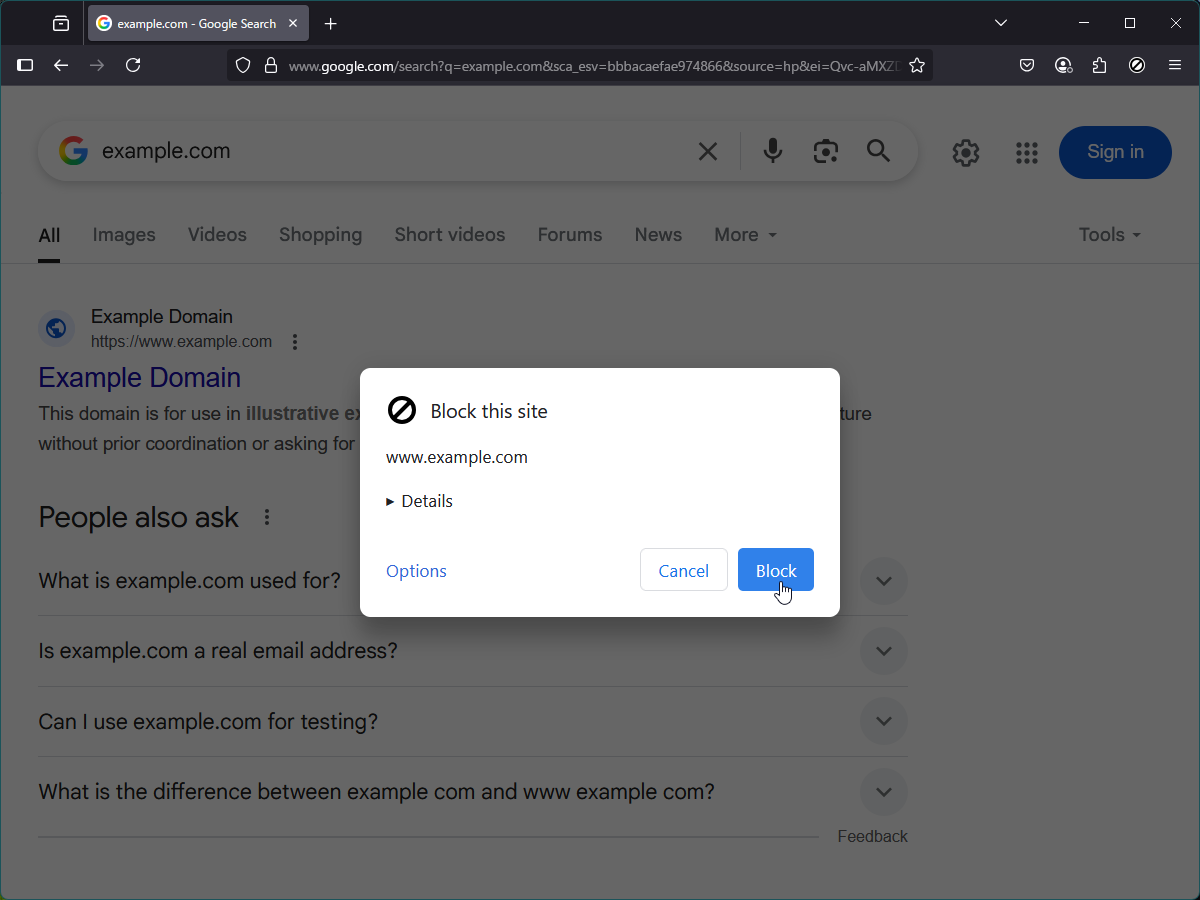 example.com - Google Search
www.google.com/search?q=example.com&sca_esv=bbbacaefae974866&source=hp&ei=Qvc-aMXZ
example.com
Sign in
All Images Videos Shopping Short videos Forums News More Tools
Example Domain
https://www.example.com
Example Domain
This domain is for use in illustrative ex
ture
without prior coordination or asking for
Block this site
www.example.com
Details
Options Cancel Block
People also ask
What is example.com used for?
Is example.com a real email address?
Can I use example.com for testing?
What is the difference between example com and www example com?
Feedback